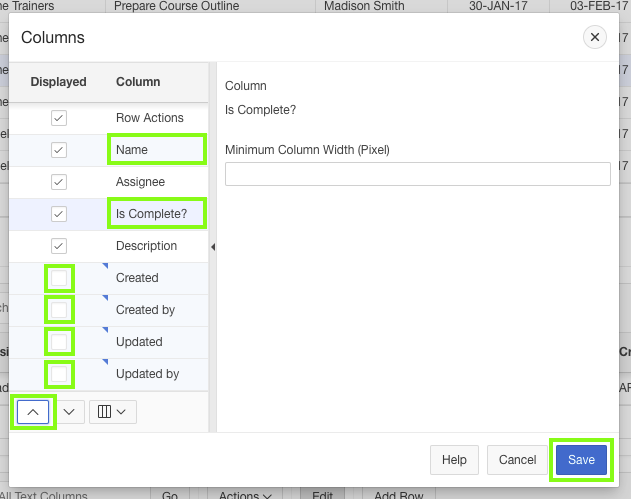 ne Trainers Prepare Course Outline Madison Smith 30-JAN-17 03-FEB-17
Columns
Displayed Column
Row Actions
Name
Assignee
Is Complete?
Description
Created
Created by
Updated
Updated by
Column
Is Complete?
Minimum Column Width (Pixel)
Help Cancel Save
All Text Columns Go Actions Edit Add Row